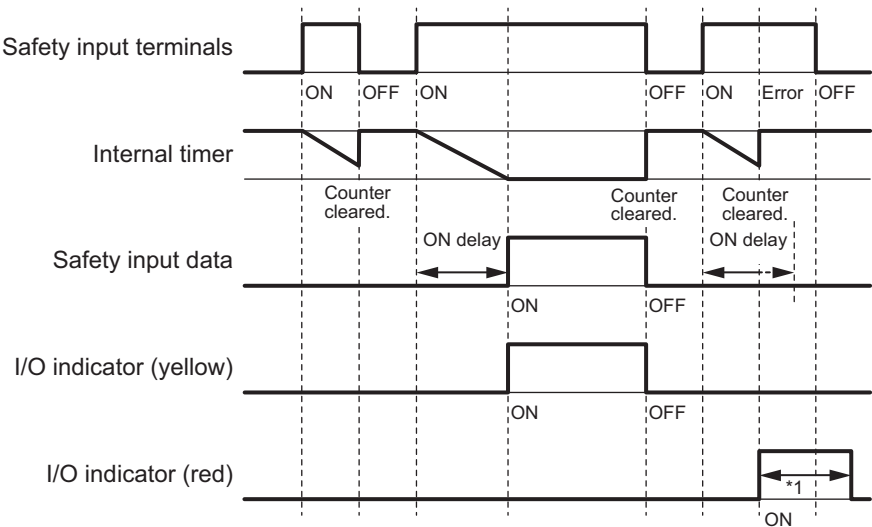 Safety input terminals
ON OFF ON OFF ON Error OFF
Internal timer
Counter
cleared.
Counter
cleared.
Counter
cleared.
ON delay ON delay
Safety input data
ON OFF
I/O indicator (yellow)
ON OFF
I/O indicator (red)
*1
ON